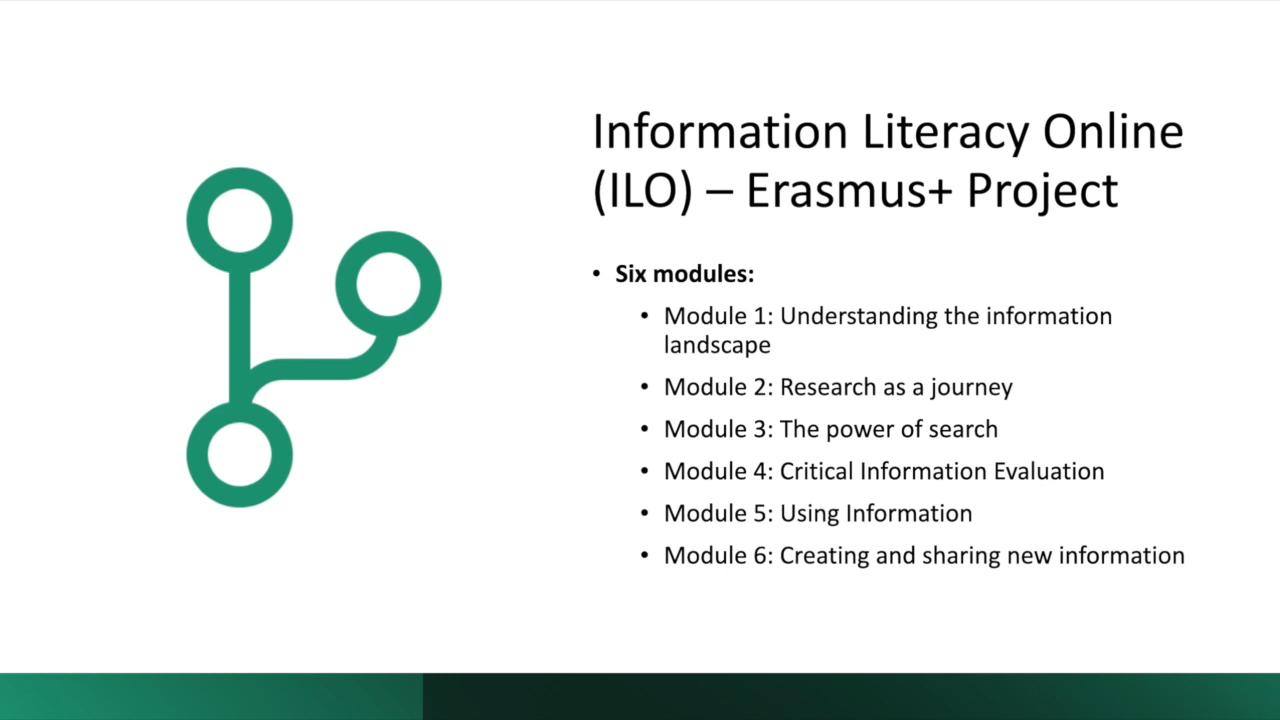 Information Literacy Online
(ILO) – Erasmus+ Project
• Six modules:
• Module 1: Understanding the information
landscape
• Module 2: Research as a journey
• Module 3: The power of search
• Module 4: Critical Information Evaluation
• Module 5: Using Information
• Module 6: Creating and sharing new information